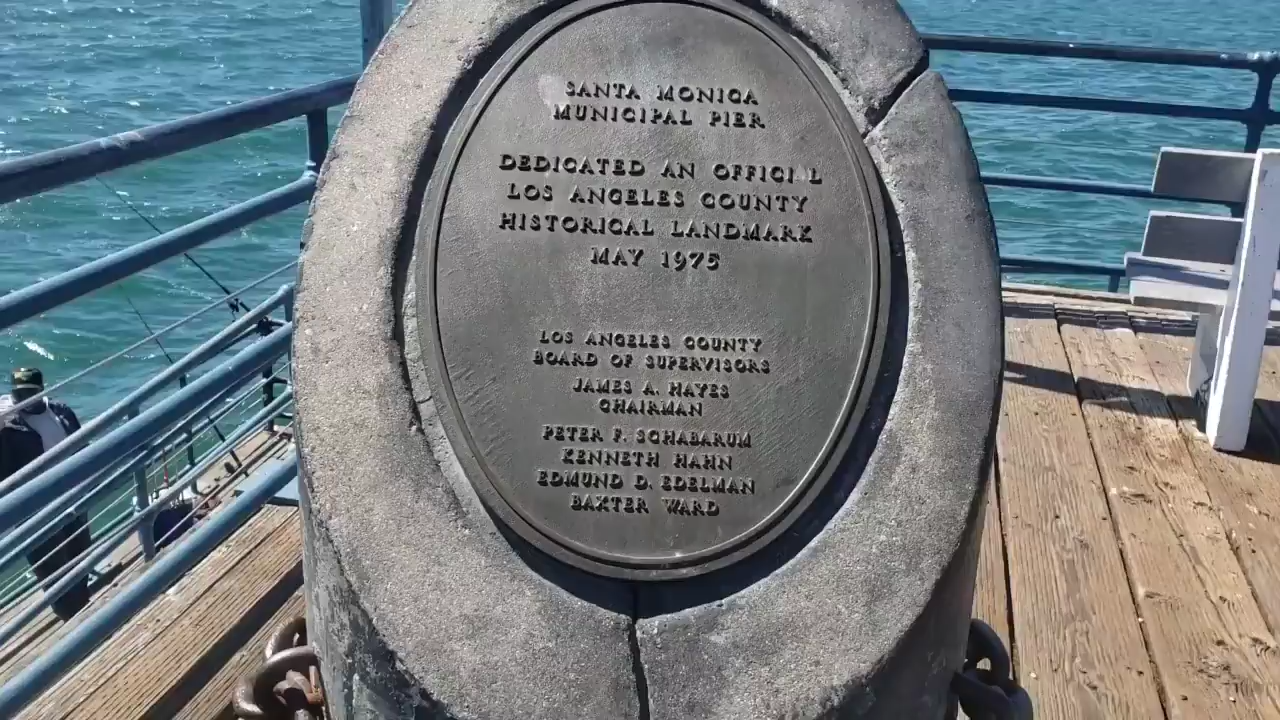 SANTA MONICA
MUNICIPAL PIER
DEDICATED AN OFFICIAL
LOS ANGELES COUNTY
HISTORICAL LANDMARK
MAY 1975
LOS ANGELES COUNTY
BOARD OF SUPERVISORS
JAMES A. HAYES
CHAIRMAN
PETER F. SCHABARUM
KENNETH HAHN
EDMUND D. EDELMAN
BAXTER WARD